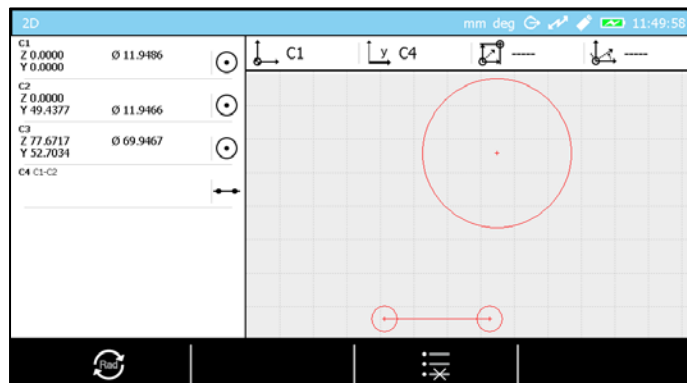 2D
mm deg 11:49:58
C1
Z 0.0000 Ø 11.9486
Y 0.0000
C2
Z 0.0000
Y 49.4377 Ø 11.9466
C3
Z 77.6717 Ø 69.9467
Y 52.7034
C4 C1-C2
C1
y C4
-----
-----
Rad